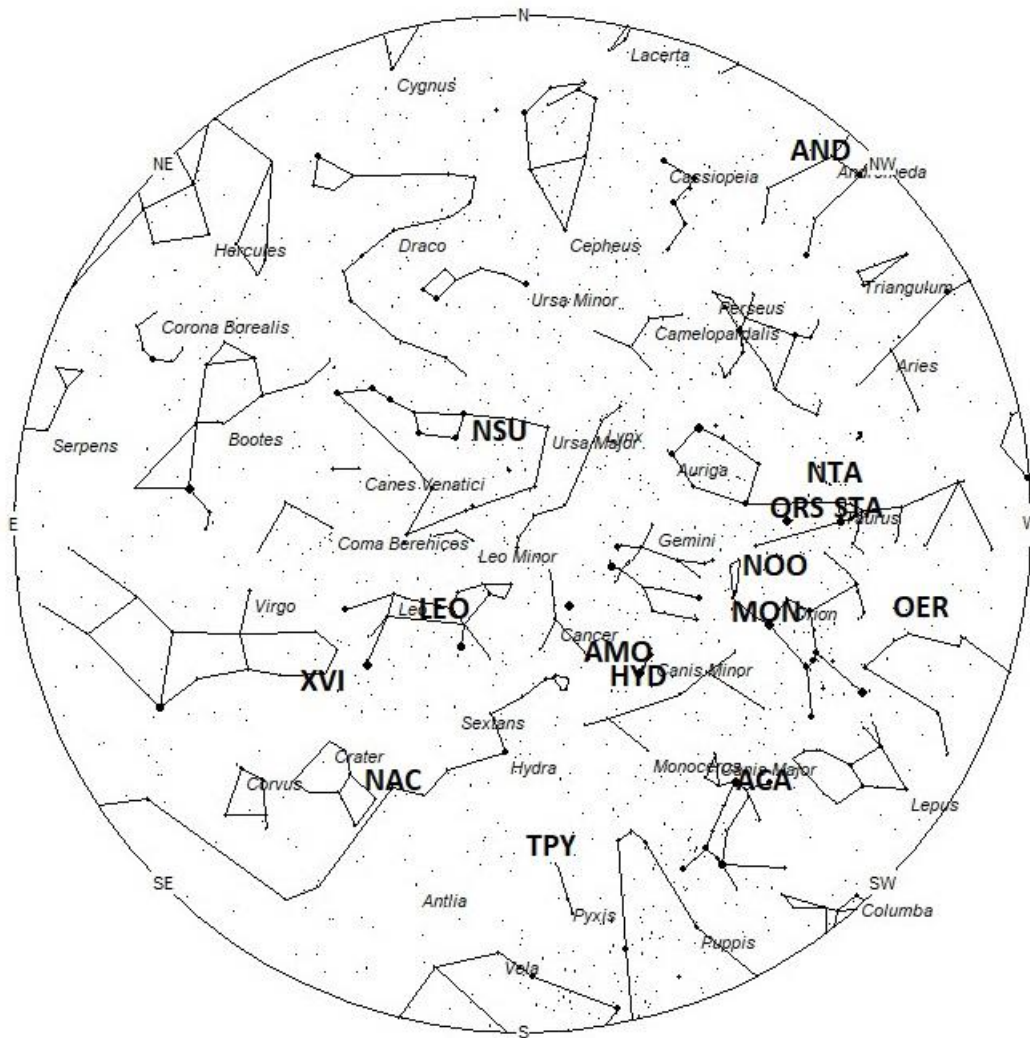 N
Lacerta
Cygnus
AND
NE
NW
Cassiopeia
Andromeda
Hercules
Draco
Cepheus
Triangulum
Ursa Minor
Perseus
Corona Borealis
Camelopardalis
Aries
Serpens
Bootes
NSU
Ursa Major
Lynx
Auriga
NTA
Canes Venatici
ORS STA
Taurus
E
W
Coma Berenices
Leo Minor
Gemini
NOO
Virgo
Leo
LEO
MON
Orion
OER
Cancer
AMO
XVI
HYD
Canis Minor
Sextans
Crater
Hydra
Monoceros
Canis Major
Corvus
NAC
ACA
Lepus
TPY
SE
SW
Antlia
Pyxis
Columba
Puppis
Vela
S